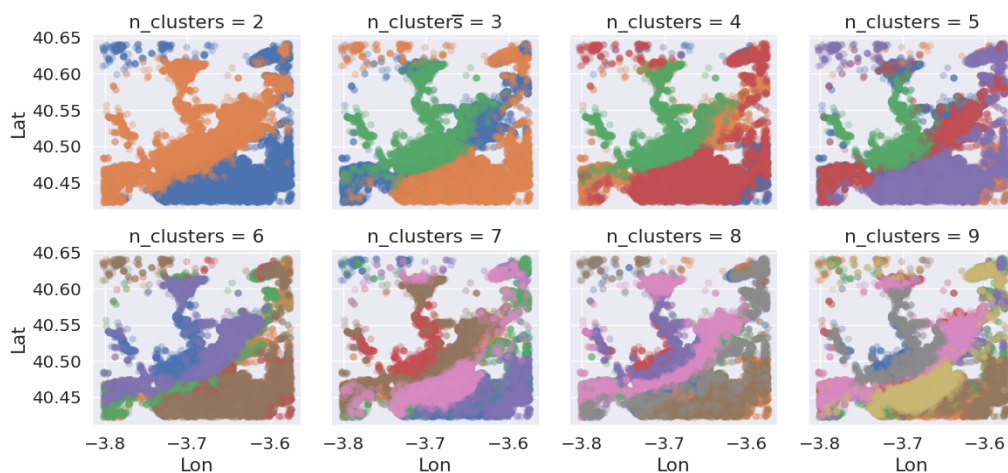 n_clusters = 2
n_clusters̅ = 3
n_clusters = 4
n_clusters = 5
40.65
40.60
40.55
40.50
40.45
Lat
n_clusters = 6
n_clusters = 7
n_clusters = 8
n_clusters = 9
40.65
40.60
40.55
40.50
40.45
Lat
−3.8 −3.7 −3.6
−3.8 −3.7 −3.6
−3.8 −3.7 −3.6
−3.8 −3.7 −3.6
Lon
Lon
Lon
Lon